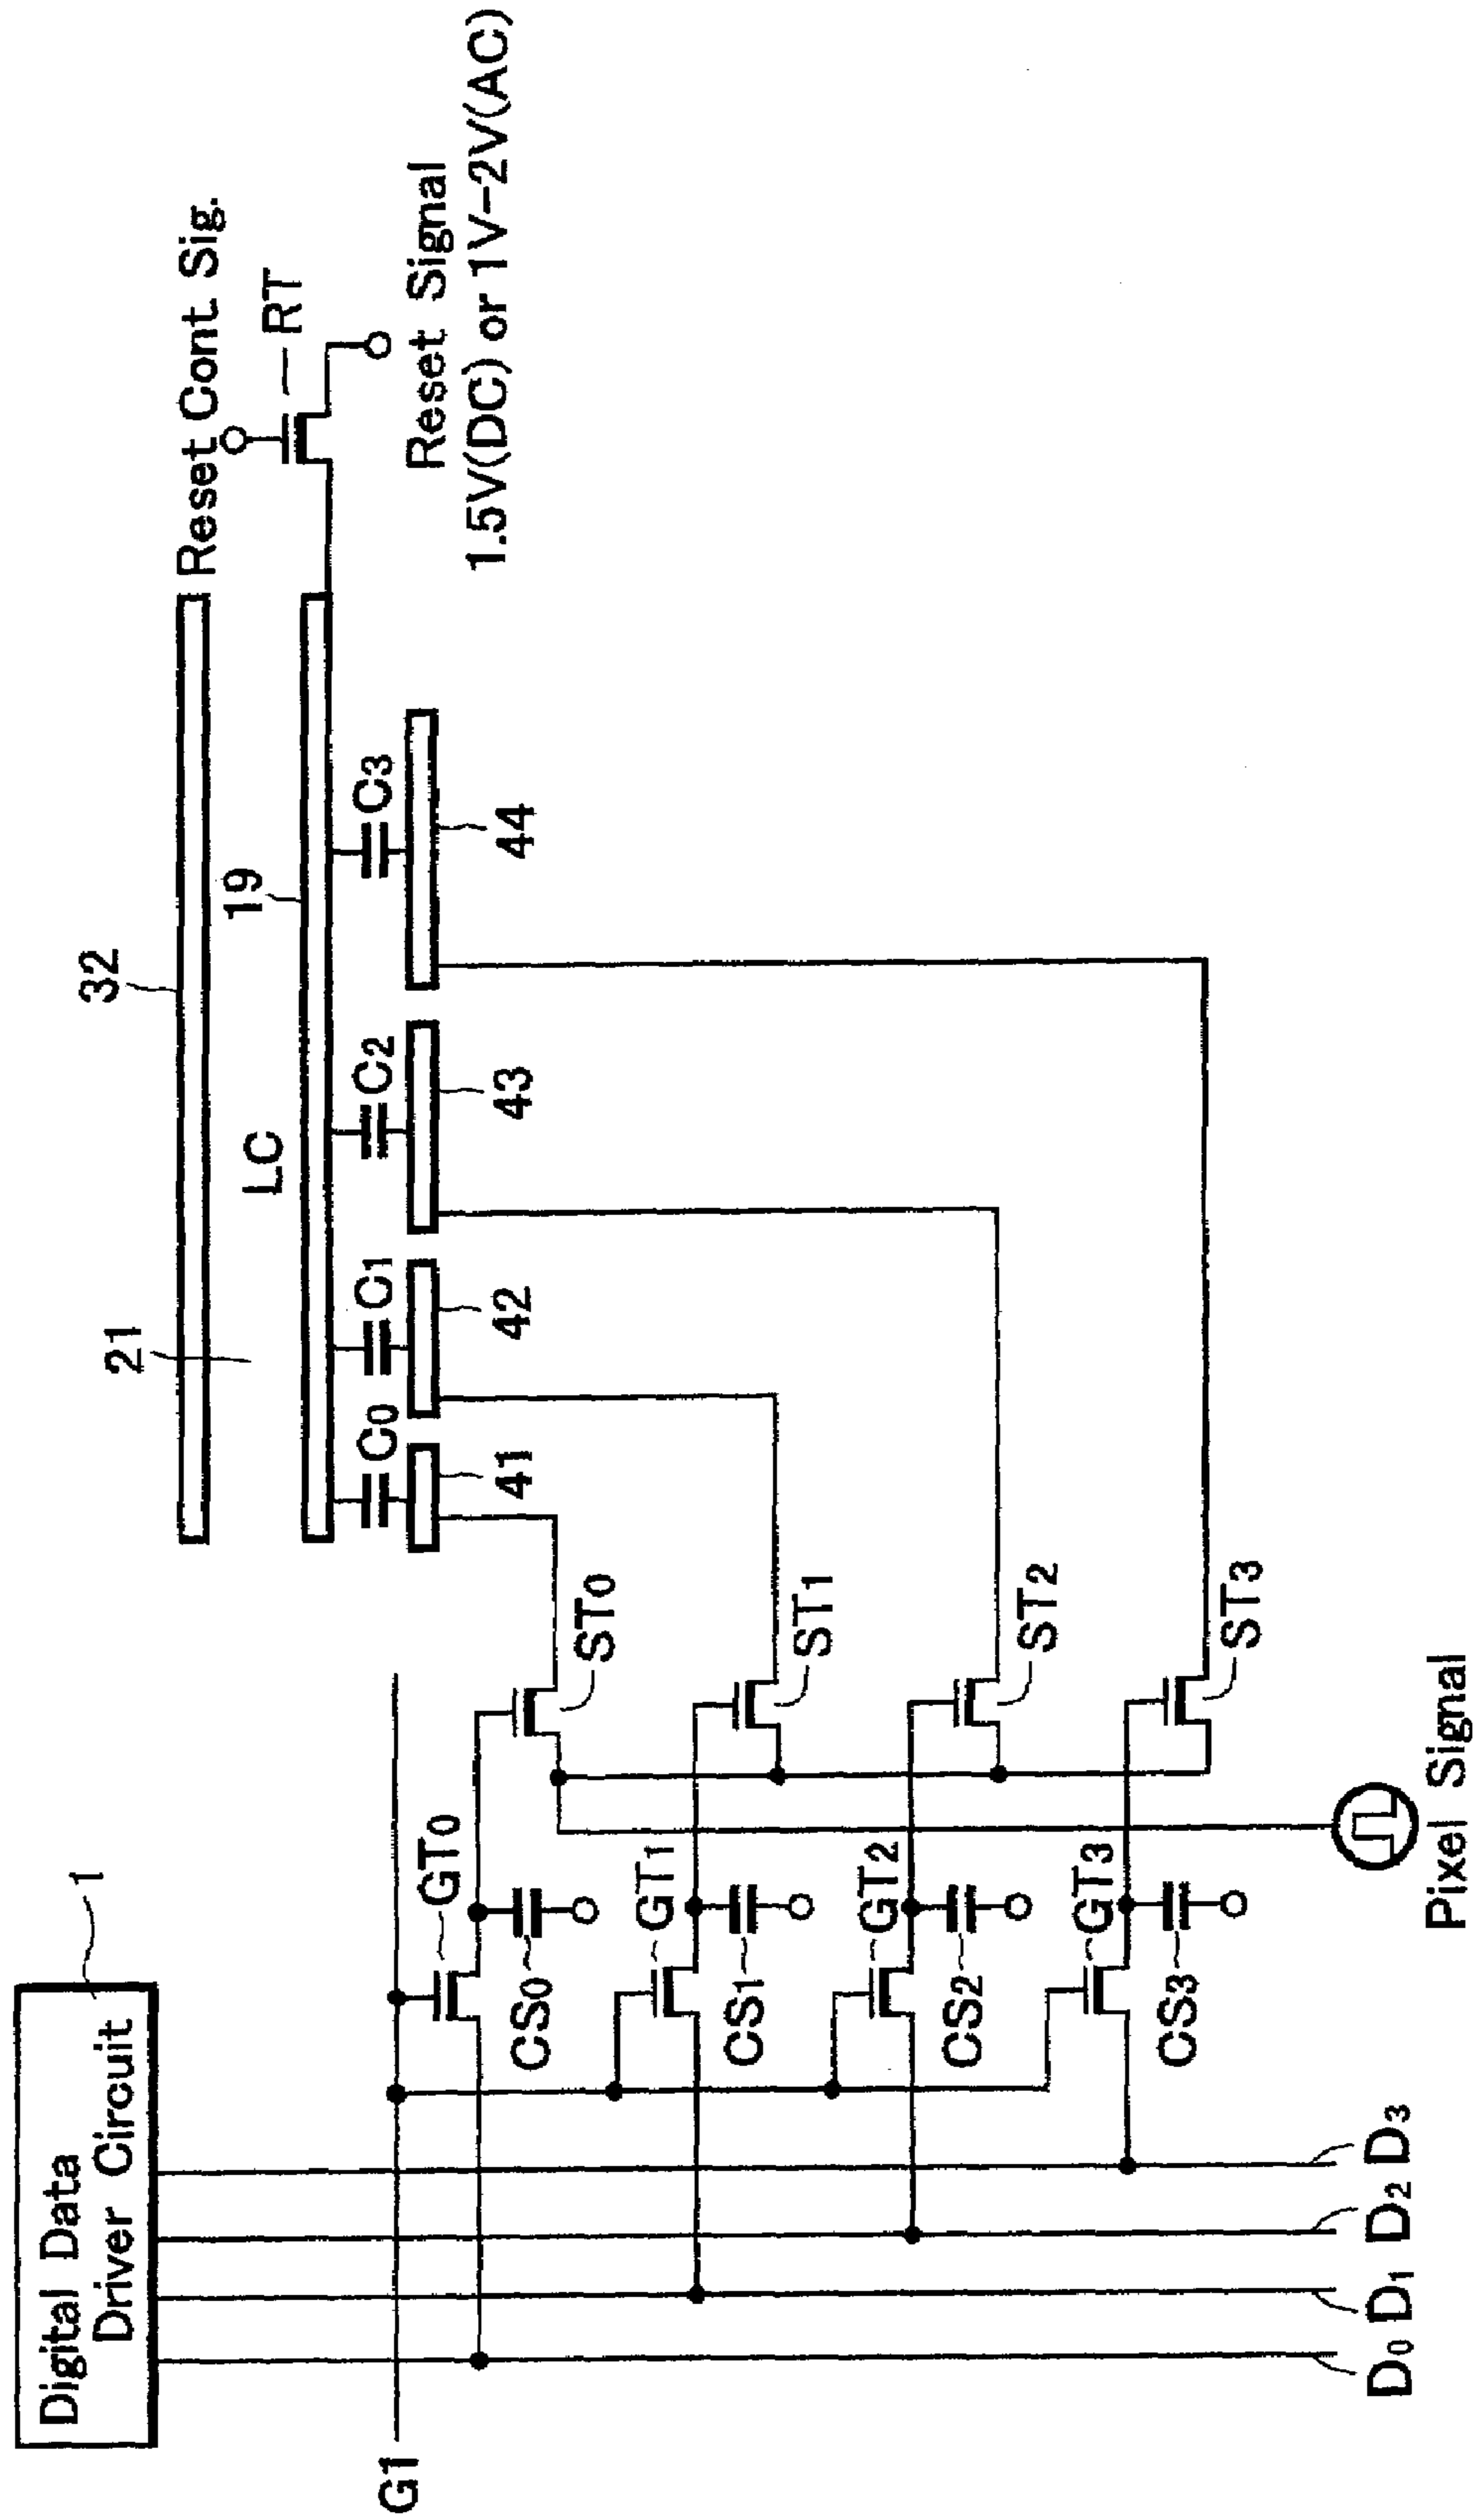 Digital Data
Driver Circuit
1
G1
GT0
CS0
ST0
GT1
CS1
ST1
GT2
CS2
ST2
GT3
CS3
ST3
D0
D1
D2
D3
Pixel Signal
21
32
LC
19
C0
C1
C2
C3
41
42
43
44
Reset Cont. Sig.
RT
Reset Signal
1.5V(DC) or 1V-2V(AC)